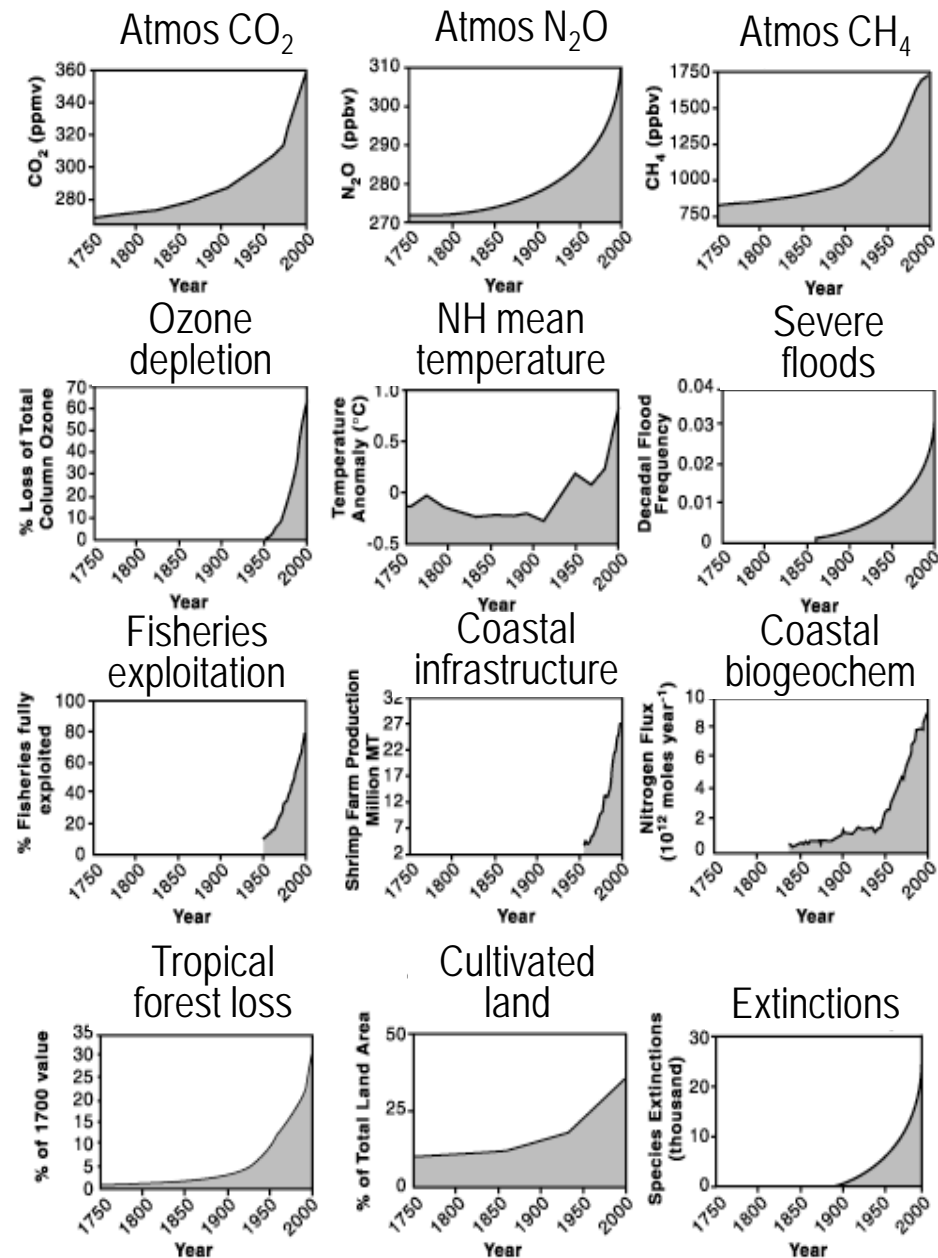 Atmos CO₂
CO₂ (ppmv)
360
340
320
300
280
1750
1800
1850
1900
1950
2000
Year
Atmos N₂O
N₂O (ppbv)
310
300
290
280
270
1750
1800
1850
1900
1950
2000
Year
Atmos CH₄
CH₄ (ppbv)
1750
1500
1250
1000
750
1750
1800
1850
1900
1950
2000
Year
Ozone
depletion
% Loss of Total
Column Ozone
70
60
50
40
30
20
10
0
1750
1800
1850
1900
1950
2000
Year
NH mean
temperature
Temperature
Anomaly (°C)
1.0
0.5
0
-0.5
1750
1800
1850
1900
1950
2000
Year
Severe
floods
Decadal Flood
Frequency
0.04
0.03
0.02
0.01
0
1750
1800
1850
1900
1950
2000
Year
Fisheries
exploitation
% Fisheries fully
exploited
100
80
60
40
20
0
1750
1800
1850
1900
1950
2000
Year
Coastal
infrastructure
Shrimp Farm Production
Million MT
32
27
22
17
12
7
2
1750
1800
1850
1900
1950
2000
Year
Coastal
biogeochem
Nitrogen Flux
(10¹² moles year⁻¹)
10
8
6
4
2
0
1750
1800
1850
1900
1950
2000
Year
Tropical
forest loss
% of 1700 value
35
30
25
20
15
10
5
0
1750
1800
1850
1900
1950
2000
Year
Cultivated
land
% of Total Land Area
50
25
0
1750
1800
1850
1900
1950
2000
Year
Extinctions
Species Extinctions
(thousand)
30
20
10
0
1750
1800
1850
1900
1950
2000
Year